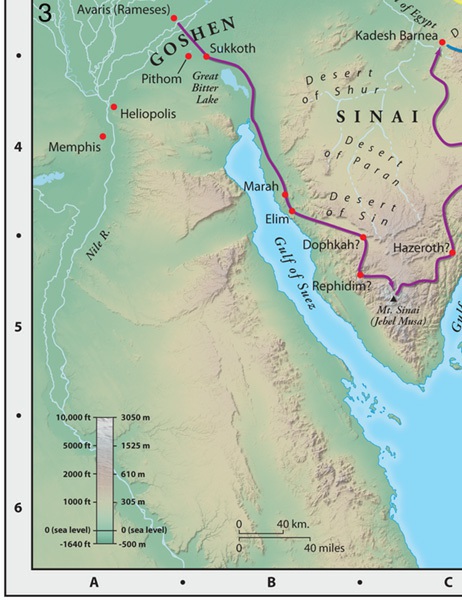 3
Avaris (Rameses)
of Egypt
GOSHEN
Kadesh Barnea
D
Sukkoth
Pithom
Great
Bitter
Lake
Desert
of Shur
Heliopolis
SINAI
Memphis
4
Desert
of Paran
Marah
Desert
of Sin
Elim
Nile R.
Gulf of Suez
Dophkah?
Hazeroth?
Rephidim?
Mt. Sinai
(Jebel Musa)
Gulf
5
10,000 ft 3050 m
5000 ft 1525 m
2000 ft 610 m
1000 ft 305 m
0 (sea level) 0 (sea level)
-1640 ft -500 m
6
0 40 km.
0 40 miles
A B C